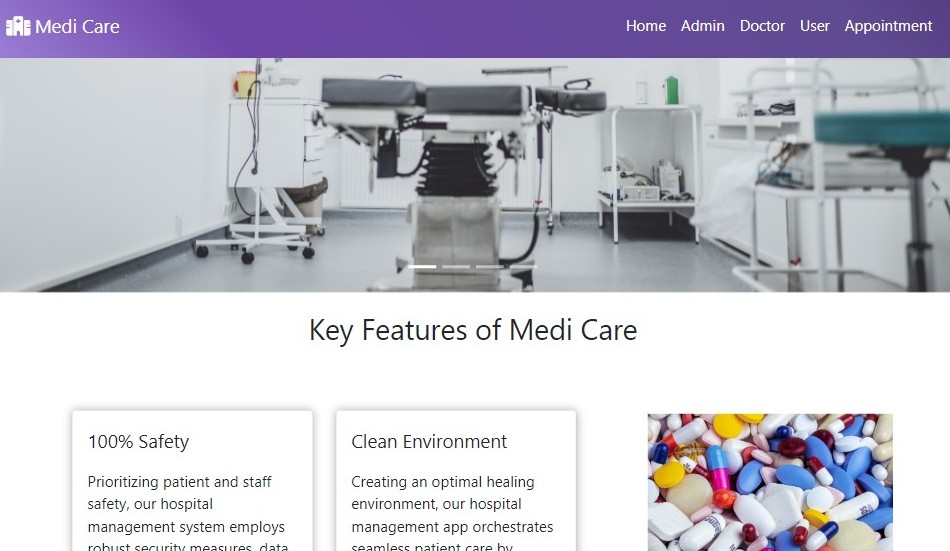 Medi Care
Home Admin Doctor User Appointment
Key Features of Medi Care
100% Safety
Prioritizing patient and staff
safety, our hospital
management system employs
robust security measures, data
Clean Environment
Creating an optimal healing
environment, our hospital
management app orchestrates
seamless patient care by